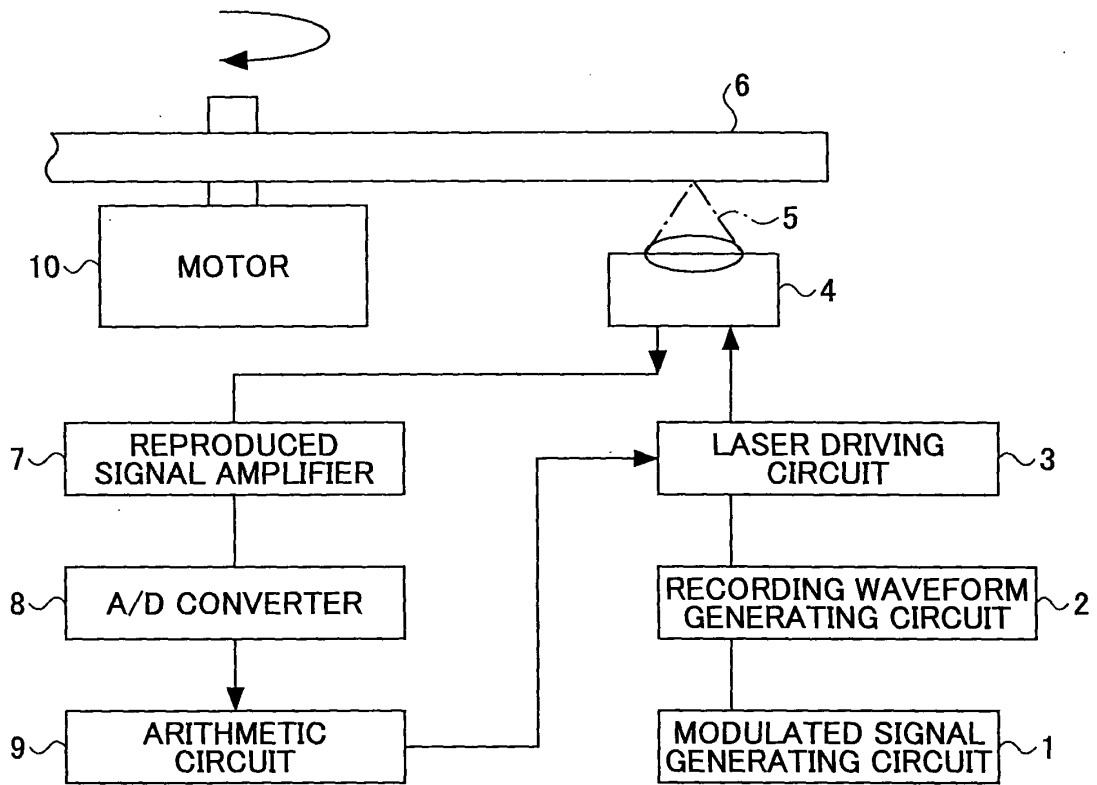 6
5
10
MOTOR
4
7
REPRODUCED
SIGNAL AMPLIFIER
LASER DRIVING
CIRCUIT
3
8
A/D CONVERTER
RECORDING WAVEFORM
GENERATING CIRCUIT
2
9
ARITHMETIC
CIRCUIT
MODULATED SIGNAL
GENERATING CIRCUIT
1